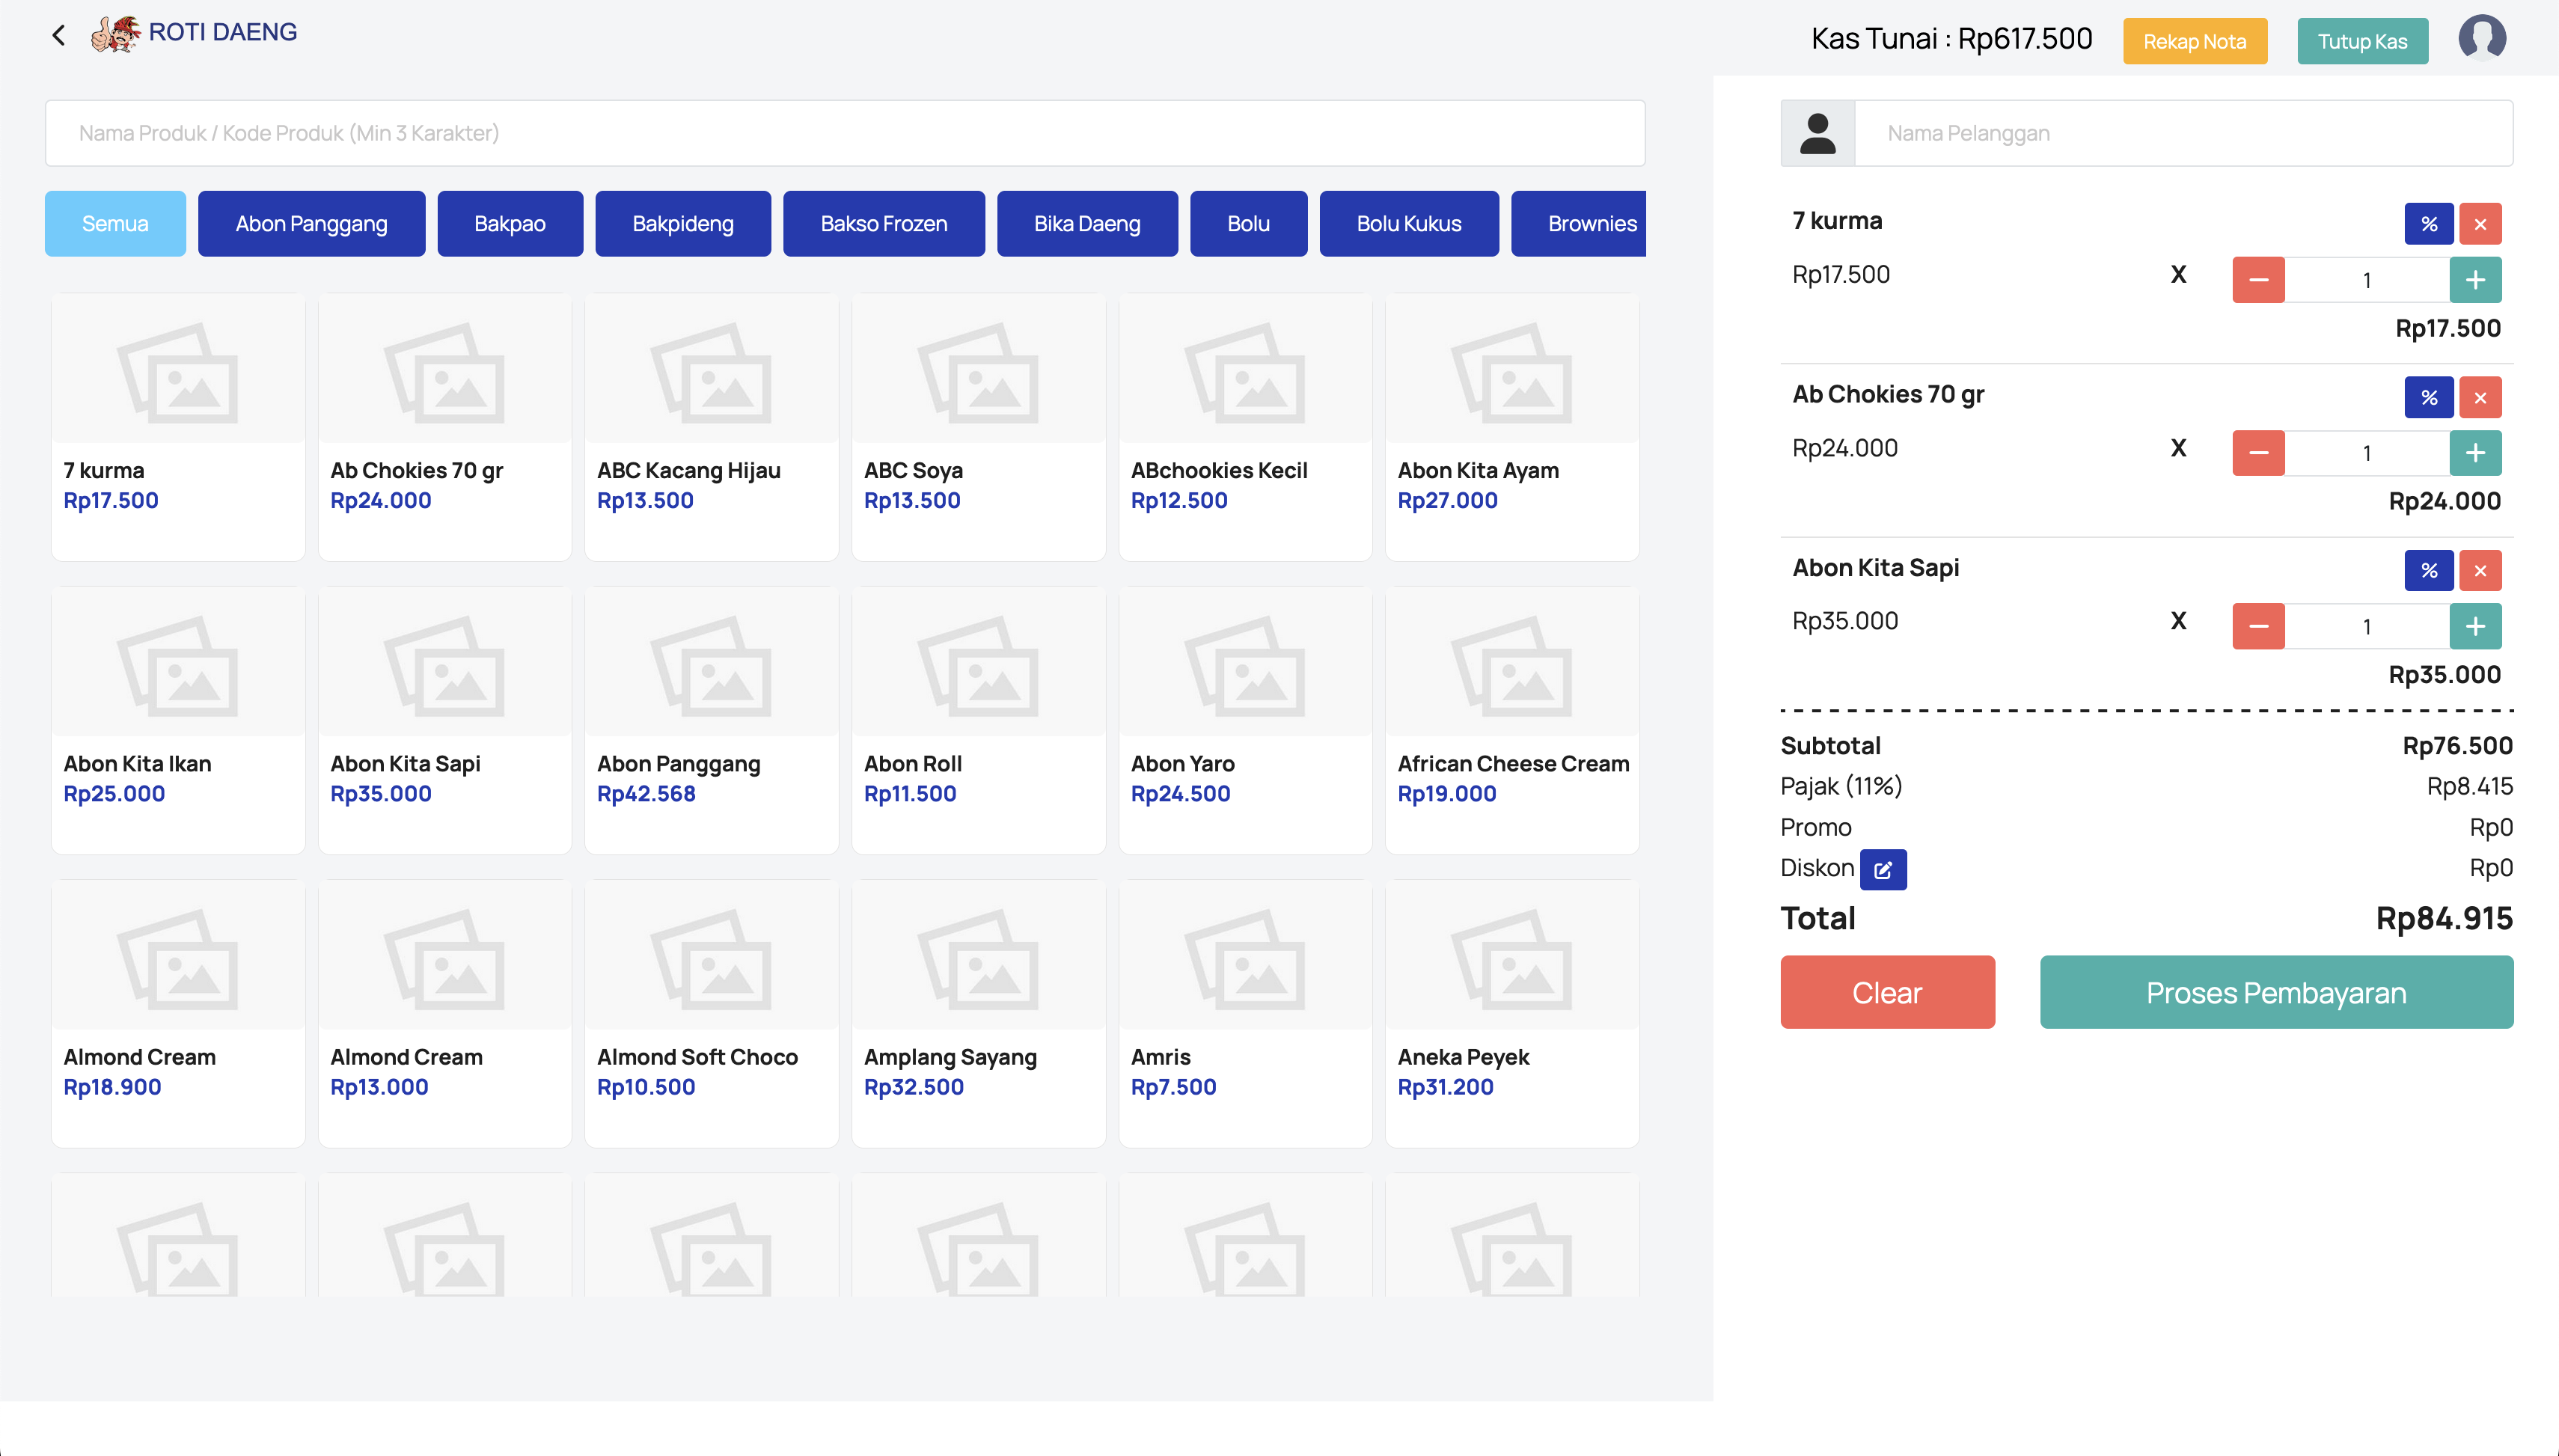 ROTI DAENG
Kas Tunai : Rp617.500
Rekap Nota
Tutup Kas
Nama Produk / Kode Produk (Min 3 Karakter)
Semua
Abon Panggang
Bakpao
Bakpideng
Bakso Frozen
Bika Daeng
Bolu
Bolu Kukus
Brownies
7 kurma
Rp17.500
Ab Chokies 70 gr
Rp24.000
ABC Kacang Hijau
Rp13.500
ABC Soya
Rp13.500
ABchookies Kecil
Rp12.500
Abon Kita Ayam
Rp27.000
Abon Kita Ikan
Rp25.000
Abon Kita Sapi
Rp35.000
Abon Panggang
Rp42.568
Abon Roll
Rp11.500
Abon Yaro
Rp24.500
African Cheese Cream
Rp19.000
Almond Cream
Rp18.900
Almond Cream
Rp13.000
Almond Soft Choco
Rp10.500
Amplang Sayang
Rp32.500
Amris
Rp7.500
Aneka Peyek
Rp31.200
Nama Pelanggan
7 kurma
%
×
Rp17.500 X − 1 +
Rp17.500
Ab Chokies 70 gr
%
×
Rp24.000 X − 1 +
Rp24.000
Abon Kita Sapi
%
×
Rp35.000 X − 1 +
Rp35.000
Subtotal Rp76.500
Pajak (11%) Rp8.415
Promo Rp0
Diskon Rp0
Total Rp84.915
Clear
Proses Pembayaran